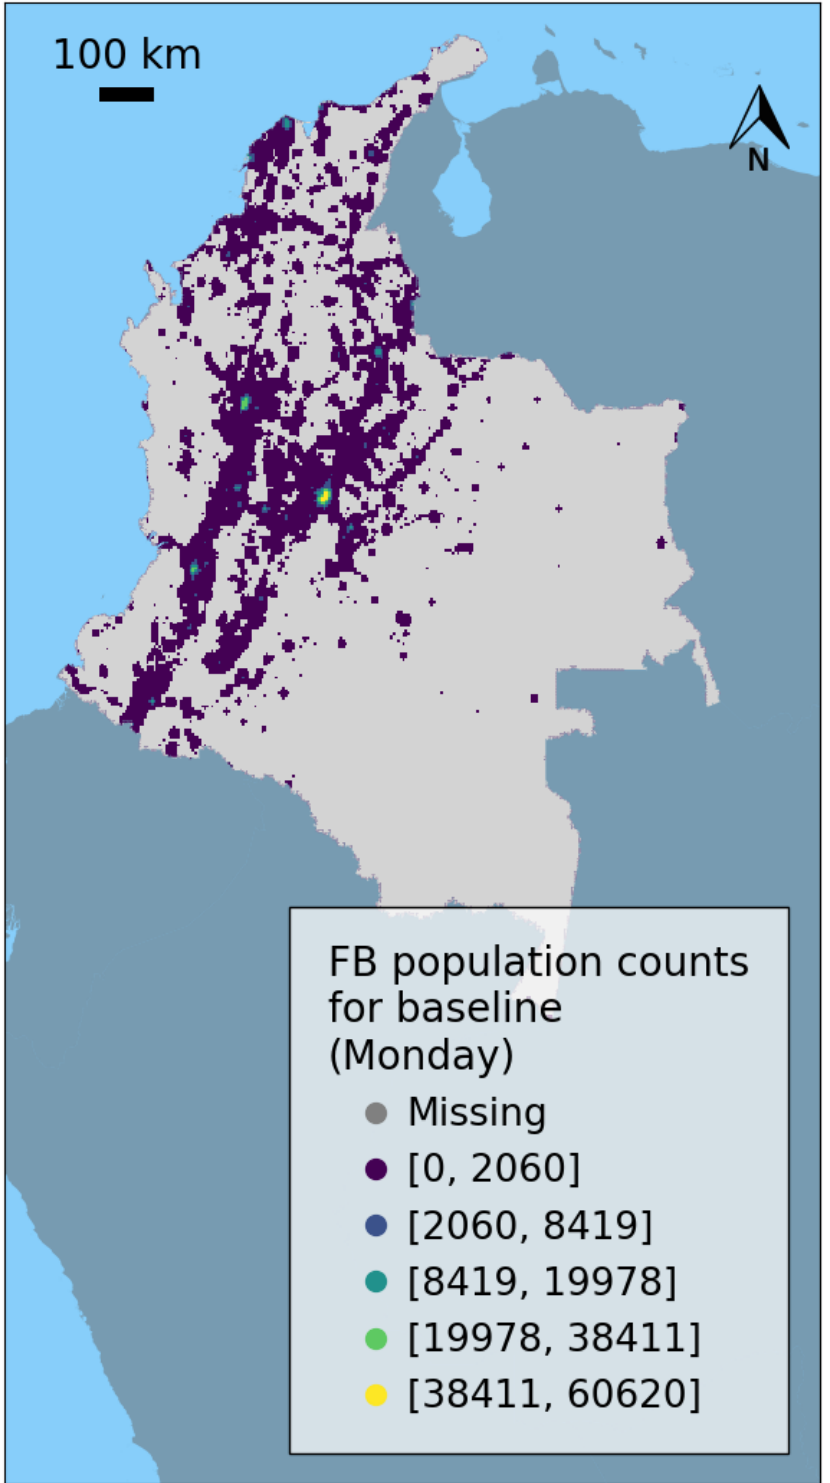 100 km
N
FB population counts
for baseline
(Monday)
Missing
[0, 2060]
[2060, 8419]
[8419, 19978]
[19978, 38411]
[38411, 60620]